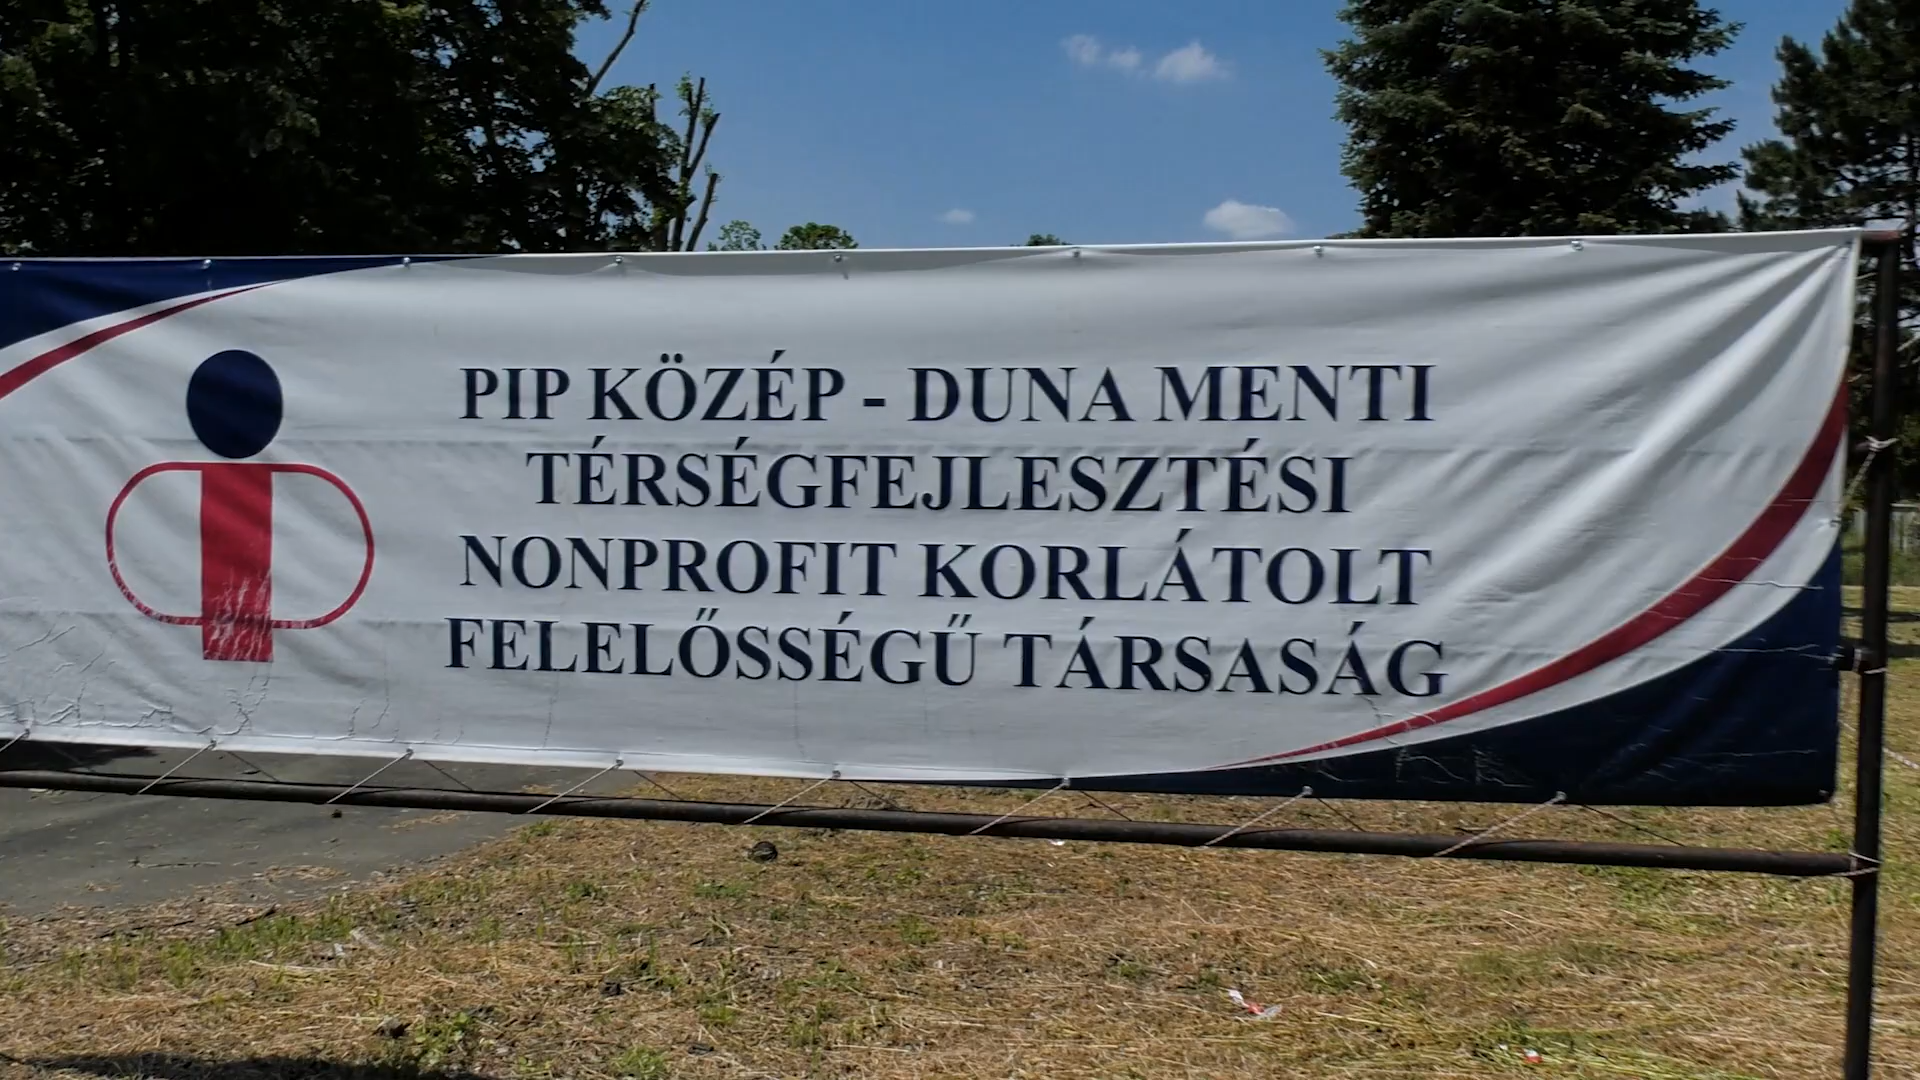 PIP KÖZÉP - DUNA MENTI
TÉRSÉGFEJLESZTÉSI
NONPROFIT KORLÁTOLT
FELELŐSSÉGŰ TÁRSASÁG